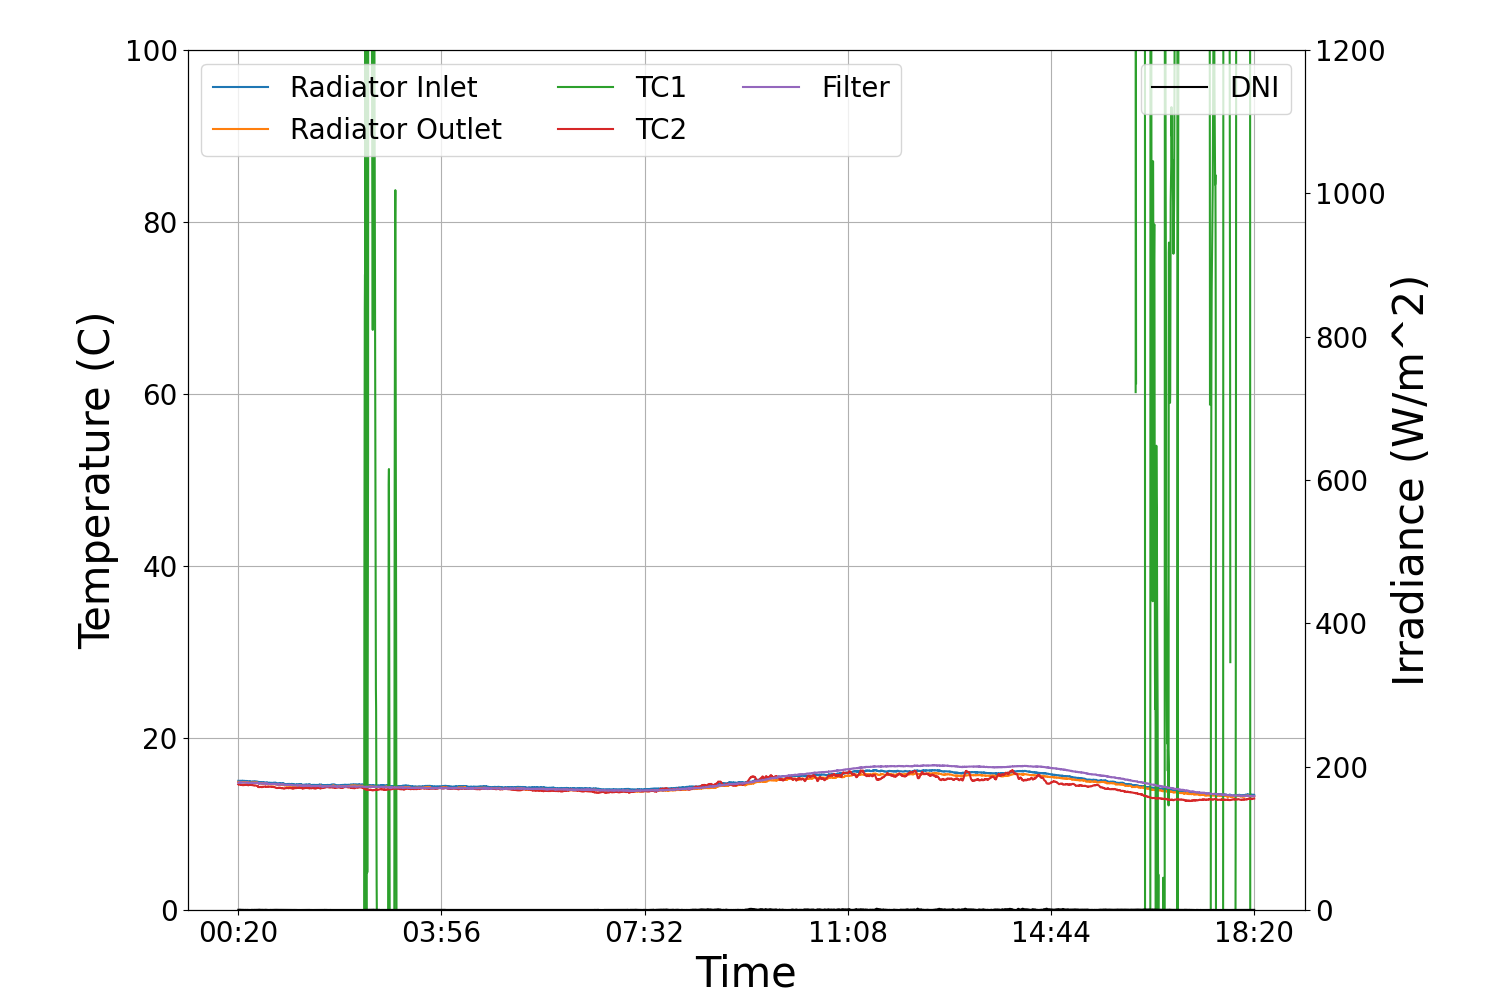 100
80
60
40
20
0
Temperature (C)
Radiator Inlet
Radiator Outlet
TC1
TC2
Filter
DNI
1200
1000
800
600
400
200
0
Irradiance (W/m^2)
00:20 03:56 07:32 11:08 14:44 18:20
Time